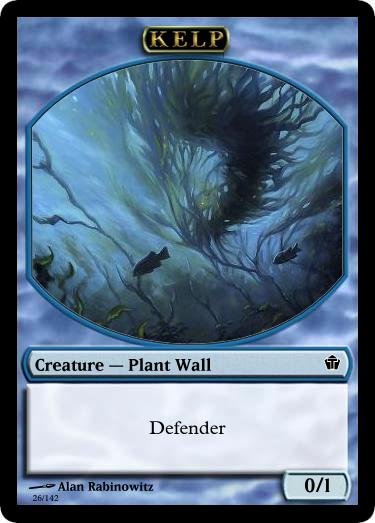 KELP
Creature — Plant Wall
Defender
0/1
Alan Rabinowitz
26/142